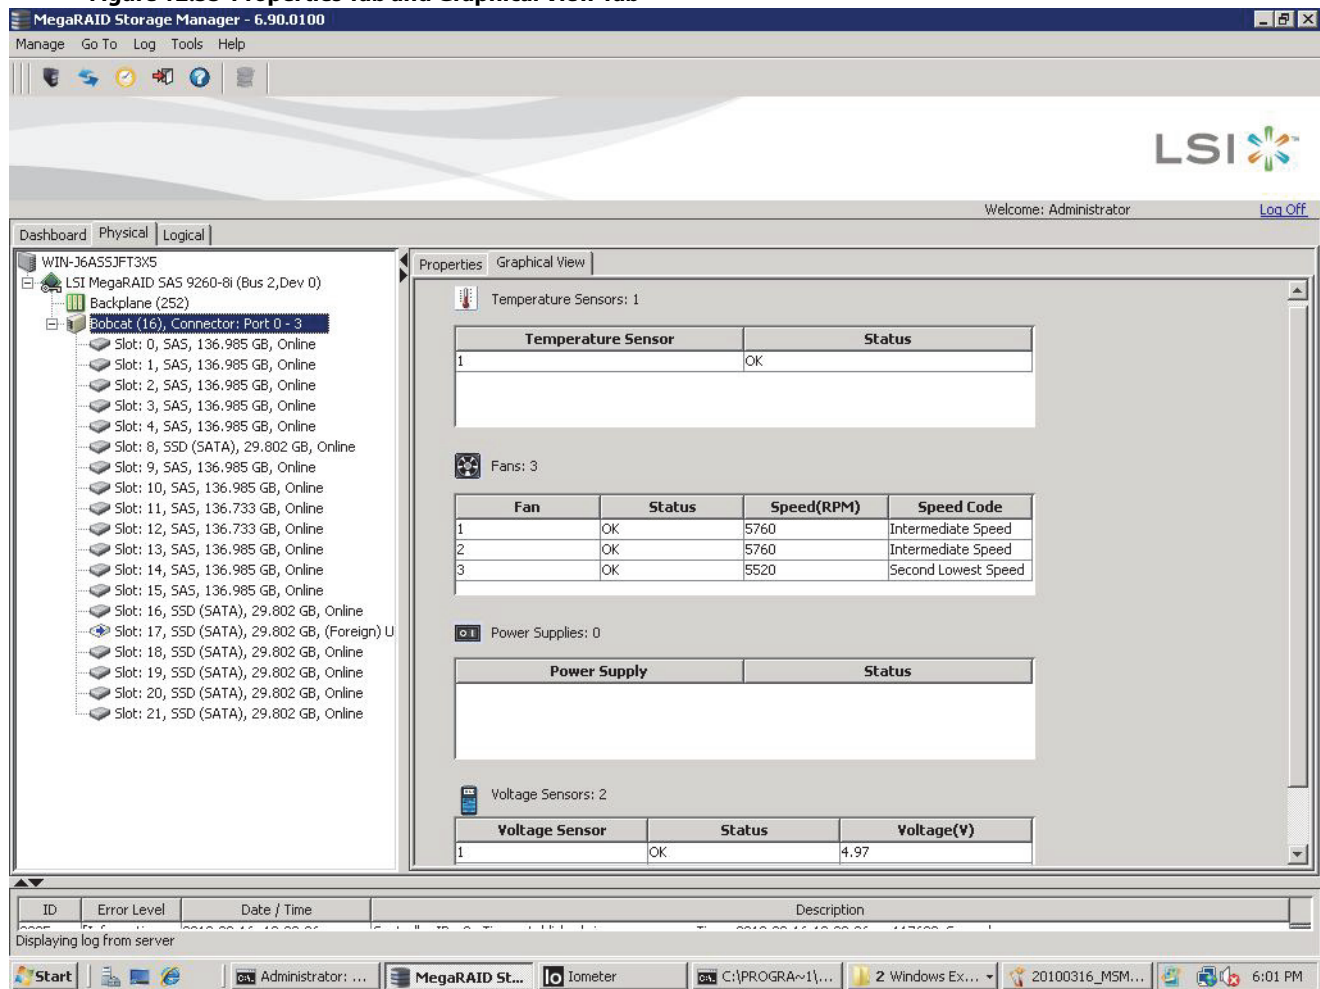 MegaRAID Storage Manager - 6.90.0100
Manage Go To Log Tools Help
LSI
Welcome: Administrator Log Off
Dashboard Physical Logical
WIN-J6ASSJFT3X5
LSI MegaRAID SAS 9260-8i (Bus 2,Dev 0)
Backplane (252)
Bobcat (16), Connector: Port 0 - 3
Slot: 0, SAS, 136.985 GB, Online
Slot: 1, SAS, 136.985 GB, Online
Slot: 2, SAS, 136.985 GB, Online
Slot: 3, SAS, 136.985 GB, Online
Slot: 4, SAS, 136.985 GB, Online
Slot: 8, SSD (SATA), 29.802 GB, Online
Slot: 9, SAS, 136.985 GB, Online
Slot: 10, SAS, 136.985 GB, Online
Slot: 11, SAS, 136.733 GB, Online
Slot: 12, SAS, 136.733 GB, Online
Slot: 13, SAS, 136.985 GB, Online
Slot: 14, SAS, 136.985 GB, Online
Slot: 15, SAS, 136.985 GB, Online
Slot: 16, SSD (SATA), 29.802 GB, Online
Slot: 17, SSD (SATA), 29.802 GB, (Foreign) U
Slot: 18, SSD (SATA), 29.802 GB, Online
Slot: 19, SSD (SATA), 29.802 GB, Online
Slot: 20, SSD (SATA), 29.802 GB, Online
Slot: 21, SSD (SATA), 29.802 GB, Online
Properties Graphical View
Temperature Sensors: 1
Temperature Sensor Status
1 OK
Fans: 3
Fan Status Speed(RPM) Speed Code
1 OK 5760 Intermediate Speed
2 OK 5760 Intermediate Speed
3 OK 5520 Second Lowest Speed
Power Supplies: 0
Power Supply Status
Voltage Sensors: 2
Voltage Sensor Status Voltage(V)
1 OK 4.97
ID Error Level Date / Time Description
Displaying log from server
Start Administrator: ... MegaRAID St... Iometer C:\PROGRA~1\... 2 Windows Ex... 20100316_MSM... 6:01 PM